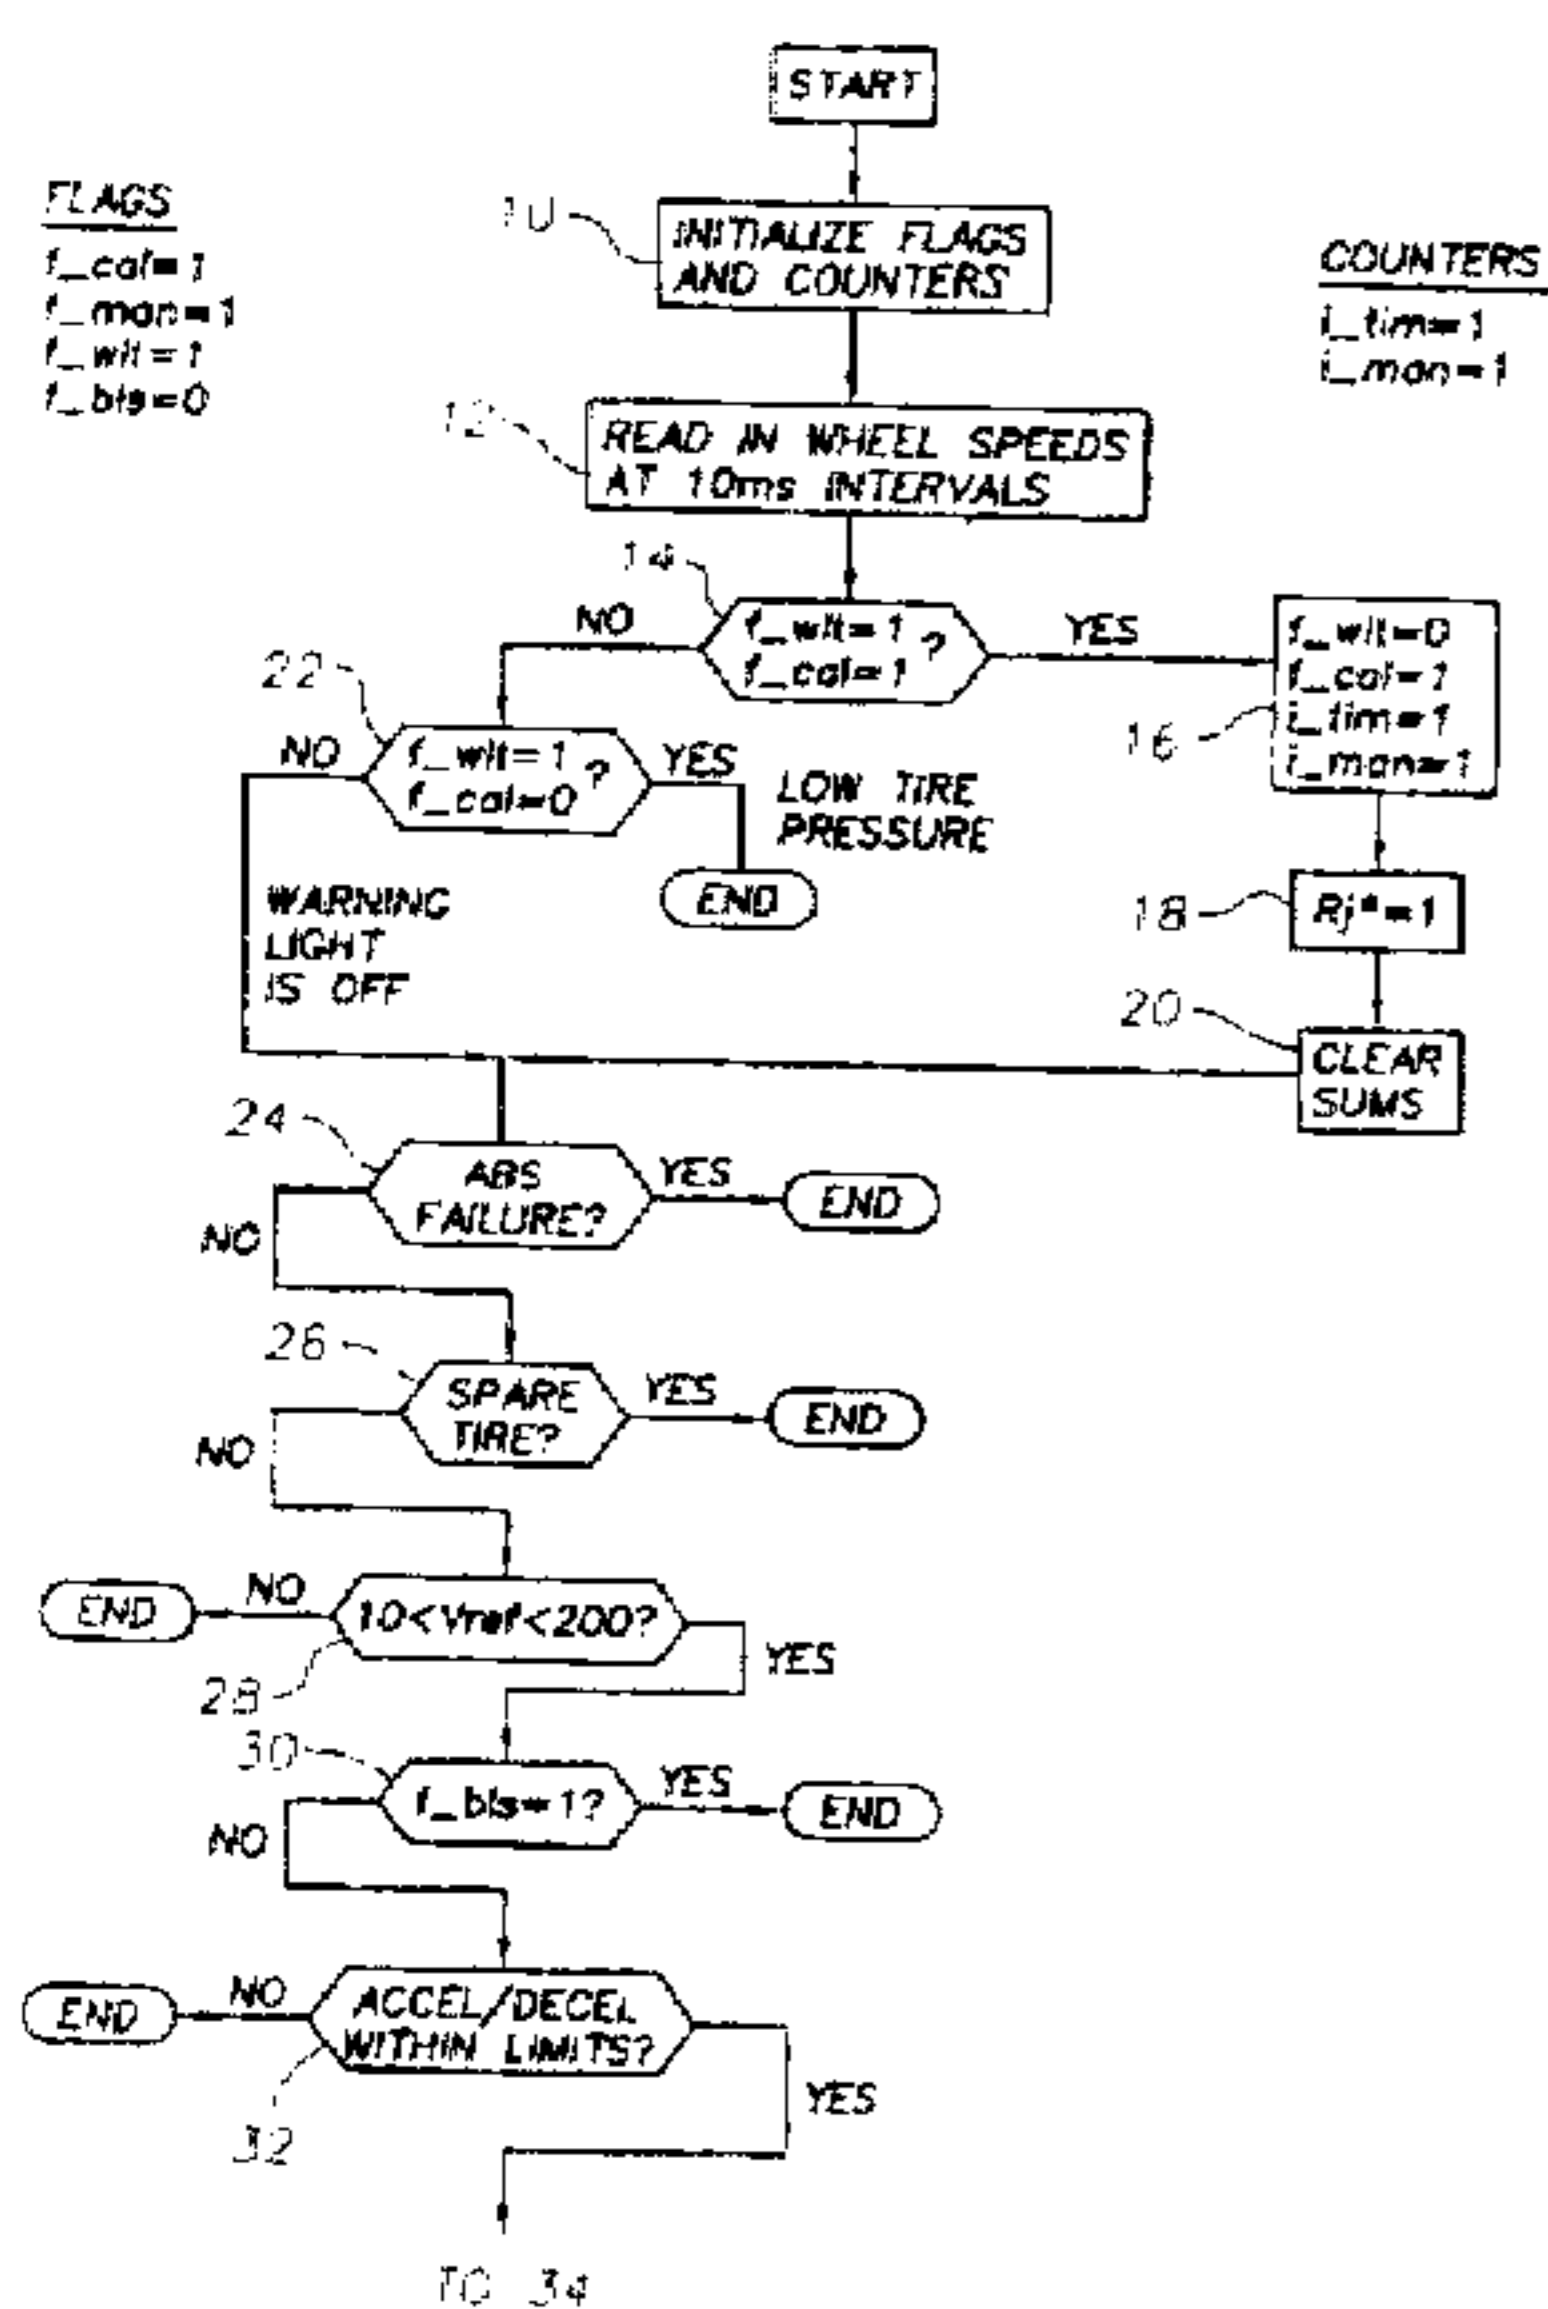 START
FLAGS
f_cal=1
f_man=1
f_wlt=1
f_bls=0
10
INITIALIZE FLAGS
AND COUNTERS
COUNTERS
i_tim=1
i_man=1
12
READ IN WHEEL SPEEDS
AT 10ms INTERVALS
14
NO
f_wlt=1
f_cal=1
?
YES
f_wlt=0
f_cal=1
i_tim=1
i_man=1
16
22
NO
f_wlt=1
f_cal=0
?
YES
LOW TIRE
PRESSURE
END
WARNING
LIGHT
IS OFF
18
Rj*=1
20
CLEAR
SUMS
24
ABS
FAILURE?
YES
END
NO
26
SPARE
TIRE?
YES
END
NO
END
NO
10<Vref<200?
YES
28
30
f_bls=1?
YES
END
NO
END
NO
ACCEL/DECEL
WITHIN LIMITS?
YES
32
TO 34